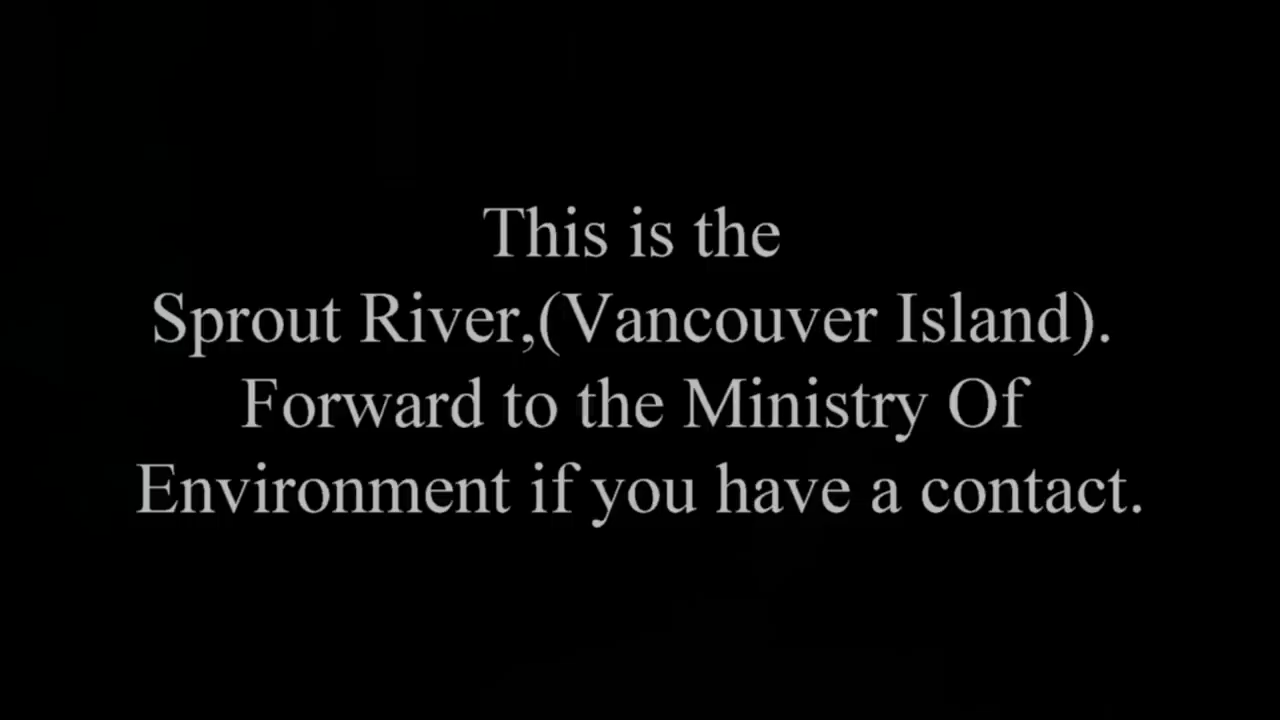 This is the
Sprout River,(Vancouver Island).
Forward to the Ministry Of
Environment if you have a contact.